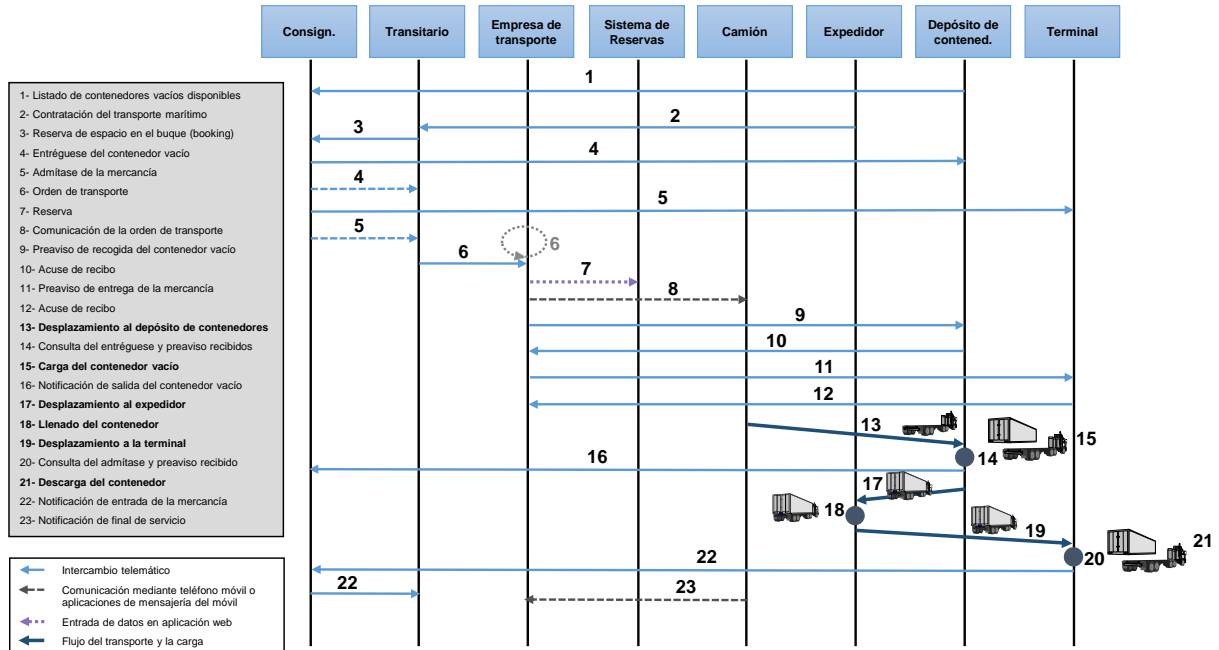 Consign.
Transitario
Empresa de
transporte
Sistema de
Reservas
Camión
Expedidor
Depósito de
contened.
Terminal
1- Listado de contenedores vacíos disponibles
2- Contratación del transporte marítimo
3- Reserva de espacio en el buque (booking)
4- Entréguese del contenedor vacío
5- Admítase de la mercancía
6- Orden de transporte
7- Reserva
8- Comunicación de la orden de transporte
9- Preaviso de recogida del contenedor vacío
10- Acuse de recibo
11- Preaviso de entrega de la mercancía
12- Acuse de recibo
13- Desplazamiento al depósito de contenedores
14- Consulta del entréguese y preaviso recibidos
15- Carga del contenedor vacío
16- Notificación de salida del contenedor vacío
17- Desplazamiento al expedidor
18- Llenado del contenedor
19- Desplazamiento a la terminal
20- Consulta del admítase y preaviso recibido
21- Descarga del contenedor
22- Notificación de entrada de la mercancía
23- Notificación de final de servicio
Intercambio telemático
Comunicación mediante teléfono móvil o
aplicaciones de mensajería del móvil
Entrada de datos en aplicación web
Flujo del transporte y la carga
1
2
3
4
4
5
5
6
6
7
8
9
10
11
12
13
14
15
16
17
18
19
20
21
22
22
23